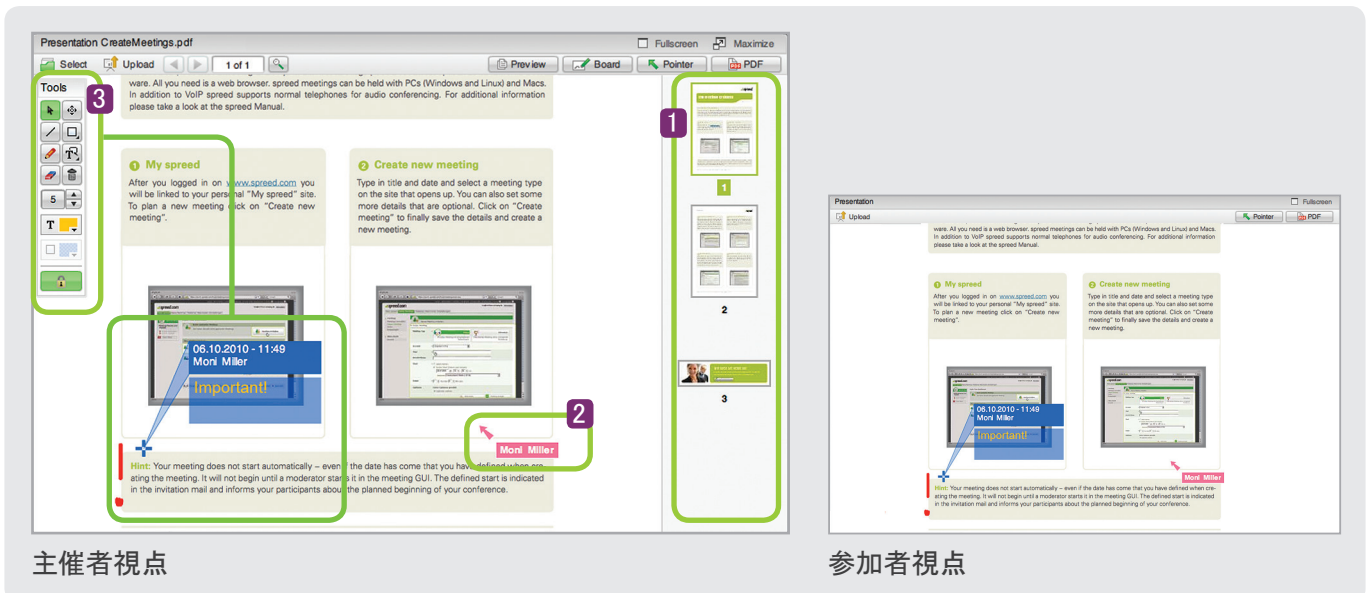 Presentation CreateMeetings.pdf
Fullscreen
Maximize
Select
Upload
1 of 1
Preview
Board
Pointer
PDF
Tools
3
5
T
ware. All you need is a web browser. spreed meetings can be held with PCs (Windows and Linux) and Macs.
In addition to VoIP spreed supports normal telephones for audio conferencing. For additional information
please take a look at the spreed Manual.
1 My spreed
After you logged in on www.spreed.com you
will be linked to your personal "My spreed" site.
To plan a new meeting click on "Create new
meeting".
2 Create new meeting
Type in title and date and select a meeting type
on the site that opens up. You can also set some
more details that are optional. Click on "Create
meeting" to finally save the details and create a
new meeting.
06.10.2010 - 11:49
Moni Miller
Important!
2
Moni Miller
Hint: Your meeting does not start automatically – even if the date has come that you have defined when cre-
ating the meeting. It will not begin until a moderator starts it in the meeting GUI. The defined start is indicated
in the invitation mail and informs your participants about the planned beginning of your conference.
1
1
2
3
主催者視点
Presentation
Fullscreen
Upload
Pointer
PDF
ware. All you need is a web browser. spreed meetings can be held with PCs (Windows and Linux) and Macs.
In addition to VoIP spreed supports normal telephones for audio conferencing. For additional information
please take a look at the spreed Manual.
1 My spreed
After you logged in on www.spreed.com you
will be linked to your personal "My spreed" site.
To plan a new meeting click on "Create new
meeting".
2 Create new meeting
Type in title and date and select a meeting type
on the site that opens up. You can also set some
more details that are optional. Click on "Create
meeting" to finally save the details and create a
new meeting.
06.10.2010 - 11:49
Moni Miller
Important!
Moni Miller
Hint: Your meeting does not start automatically – even if the date has come that you have defined when cre-
ating the meeting. It will not begin until a moderator starts it in the meeting GUI. The defined start is indicated
in the invitation mail and informs your participants about the planned beginning of your conference.
参加者視点